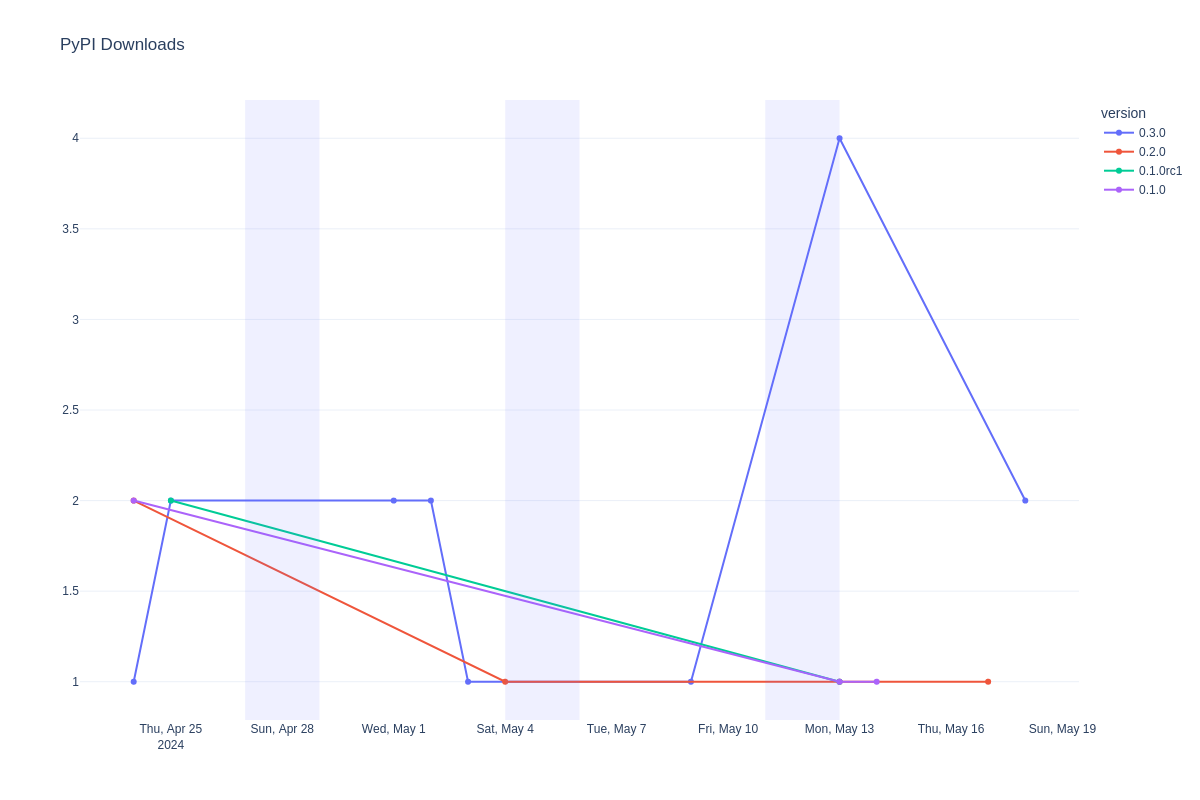 PyPI Downloads
version
0.3.0
0.2.0
0.1.0rc1
0.1.0
4
3.5
3
2.5
2
1.5
1
Thu, Apr 25
2024
Sun, Apr 28
Wed, May 1
Sat, May 4
Tue, May 7
Fri, May 10
Mon, May 13
Thu, May 16
Sun, May 19